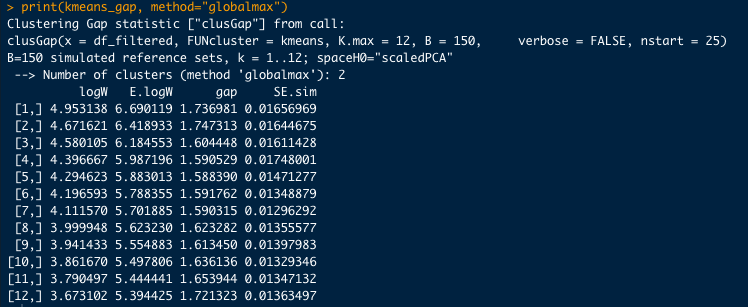 > print(kmeans_gap, method="globalmax")
Clustering Gap statistic ["clusGap"] from call:
clusGap(x = df_filtered, FUNcluster = kmeans, K.max = 12, B = 150,     verbose = FALSE, nstart = 25)
B=150 simulated reference sets, k = 1..12; spaceH0="scaledPCA"
 --> Number of clusters (method 'globalmax'): 2
          logW   E.logW      gap     SE.sim
 [1,] 4.953138 6.690119 1.736981 0.01656969
 [2,] 4.671621 6.418933 1.747313 0.01644675
 [3,] 4.580105 6.184553 1.604448 0.01611428
 [4,] 4.396667 5.987196 1.590529 0.01748001
 [5,] 4.294623 5.883013 1.588390 0.01471277
 [6,] 4.196593 5.788355 1.591762 0.01348879
 [7,] 4.111570 5.701885 1.590315 0.01296292
 [8,] 3.999948 5.623230 1.623282 0.01355577
 [9,] 3.941433 5.554883 1.613450 0.01397983
[10,] 3.861670 5.497806 1.636136 0.01329346
[11,] 3.790497 5.444441 1.653944 0.01347132
[12,] 3.673102 5.394425 1.721323 0.01363497